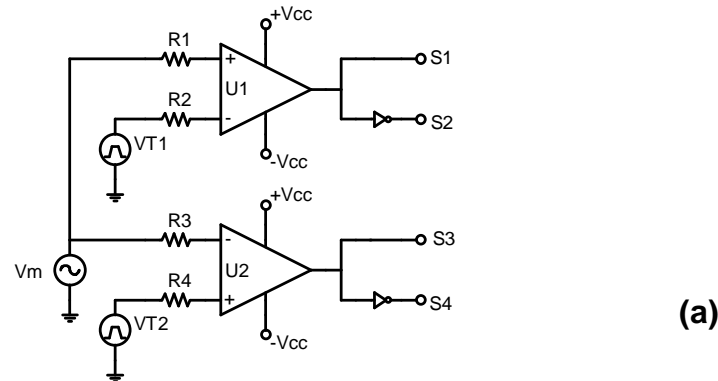 +Vcc
R1
+
S1
U1
R2
-
S2
VT1
-Vcc
+Vcc
R3
-
S3
Vm
U2
R4
+
S4
VT2
-Vcc
(a)